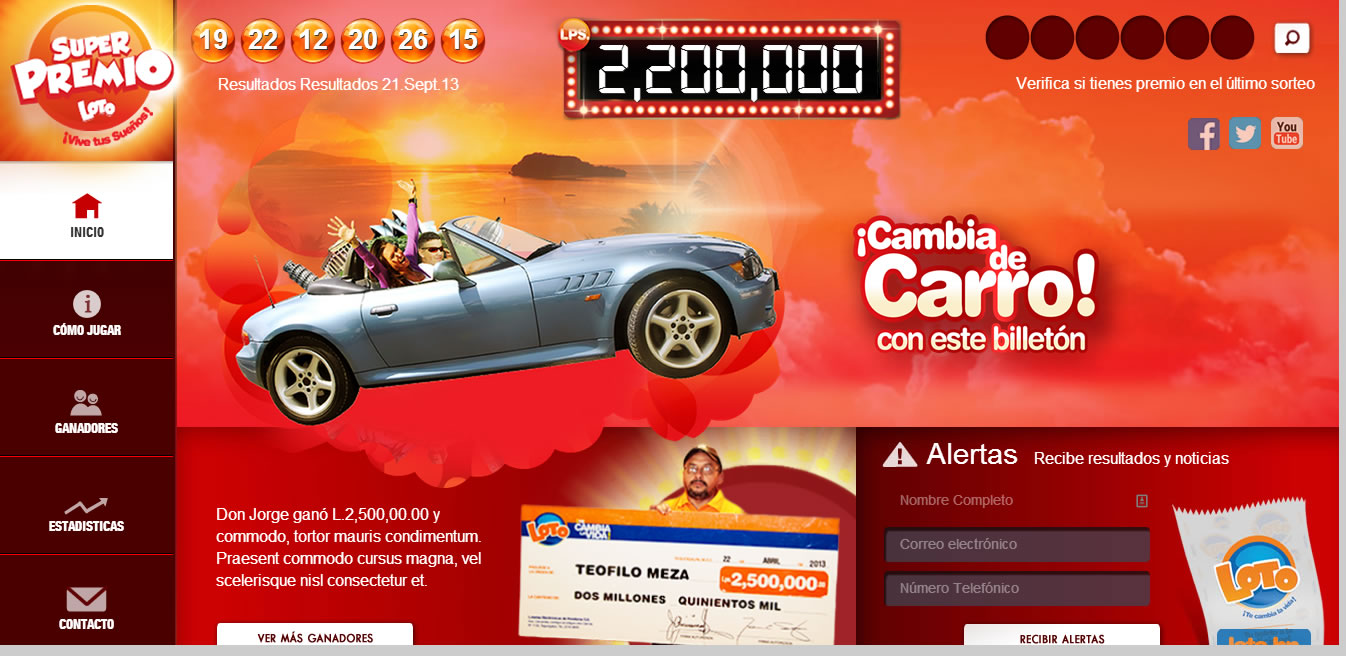 SUPER
PREMIO
LOTO
¡Vive tus Sueños!
19 22 12 20 26 15
Resultados Resultados 21.Sept.13
LPS.
2,200,000
Verifica si tienes premio en el último sorteo
You
Tube
INICIO
CÓMO JUGAR
GANADORES
ESTADISTICAS
CONTACTO
¡Cambia
de
Carro!
con este billetón
Don Jorge ganó L.2,500,00.00 y
commodo, tortor mauris condimentum.
Praesent commodo cursus magna, vel
scelerisque nisl consectetur et.
VER MÁS GANADORES
LOTO
CAMBIA
LA VIDA!
22 ABRIL 2013
TEOFILO MEZA
Lps.2,500,000.00
DOS MILLONES QUINIENTOS MIL
Alertas Recibe resultados y noticias
Nombre Completo
Correo electrónico
Número Telefónico
RECIBIR ALERTAS
LOTO
¡Te cambia la vida!